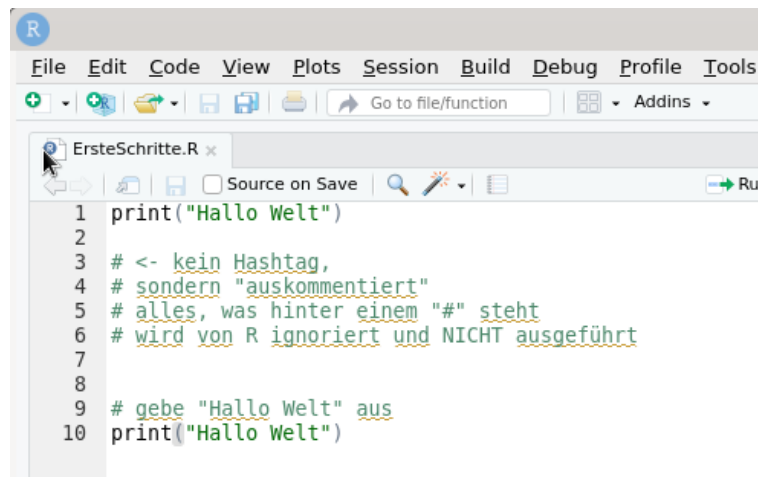 R
File Edit Code View Plots Session Build Debug Profile Tools
R Go to file/function Addins
R ErsteSchritte.R ×
Source on Save Ru
1 print("Hallo Welt")
2
3 # <- kein Hashtag,
4 # sondern "auskommentiert"
5 # alles, was hinter einem "#" steht
6 # wird von R ignoriert und NICHT ausgeführt
7
8
9 # gebe "Hallo Welt" aus
10 print("Hallo Welt")